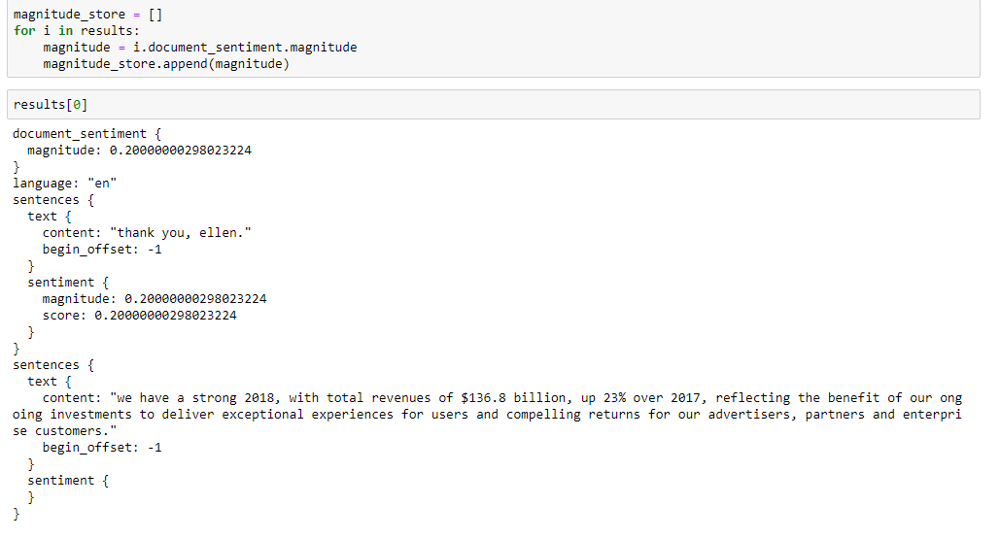 magnitude_store = []
for i in results:
    magnitude = i.document_sentiment.magnitude
    magnitude_store.append(magnitude)
results[0]
document_sentiment {
  magnitude: 0.20000000298023224
}
language: "en"
sentences {
  text {
    content: "thank you, ellen."
    begin_offset: -1
  }
  sentiment {
    magnitude: 0.20000000298023224
    score: 0.20000000298023224
  }
}
sentences {
  text {
    content: "we have a strong 2018, with total revenues of $136.8 billion, up 23% over 2017, reflecting the benefit of our ong
oing investments to deliver exceptional experiences for users and compelling returns for our advertisers, partners and enterpri
se customers."
    begin_offset: -1
  }
  sentiment {
  }
}